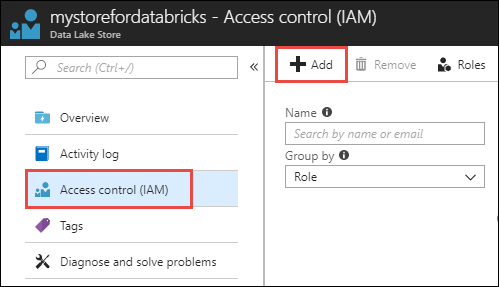 mystorefordatabricks - Access control (IAM)
Data Lake Store
Search (Ctrl+/)
«
Overview
Activity log
Access control (IAM)
Tags
Diagnose and solve problems
Add
Remove
Roles
Name
Search by name or email
Group by
Role